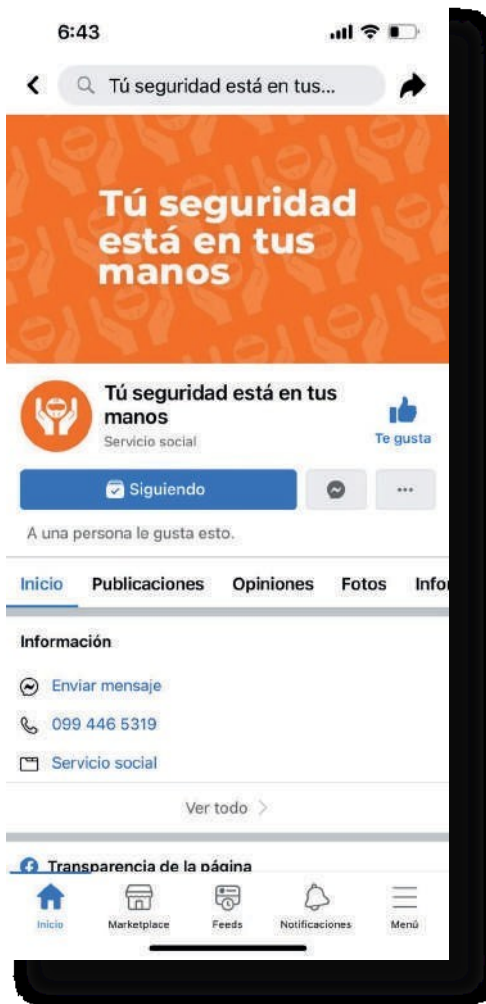 6:43
Tú seguridad está en tus...
Tú seguridad
está en tus
manos
Tú seguridad está en tus
manos
Servicio social
Te gusta
Siguiendo
A una persona le gusta esto.
Inicio Publicaciones Opiniones Fotos Infor
Información
Enviar mensaje
099 446 5319
Servicio social
Ver todo
Transparencia de la página
Inicio Marketplace Feeds Notificaciones Menú